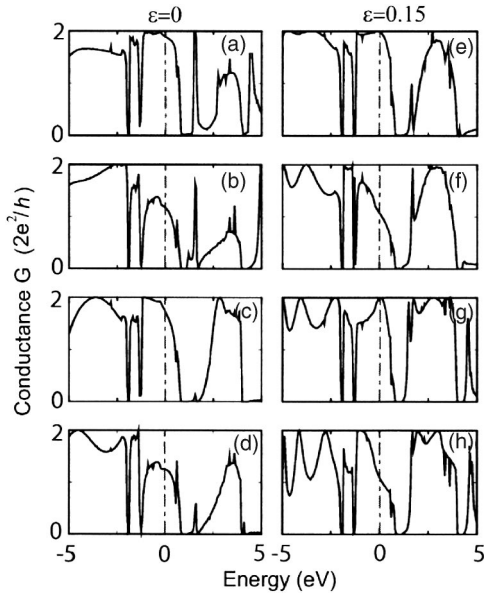 ε=0 ε=0.15
2 (a) (e)
0
2 (b) (f)
0
2 (c) (g)
0
2 (d) (h)
0
-5 0 5 -5 0 5
Energy (eV)
Conductance G (2e²/h)